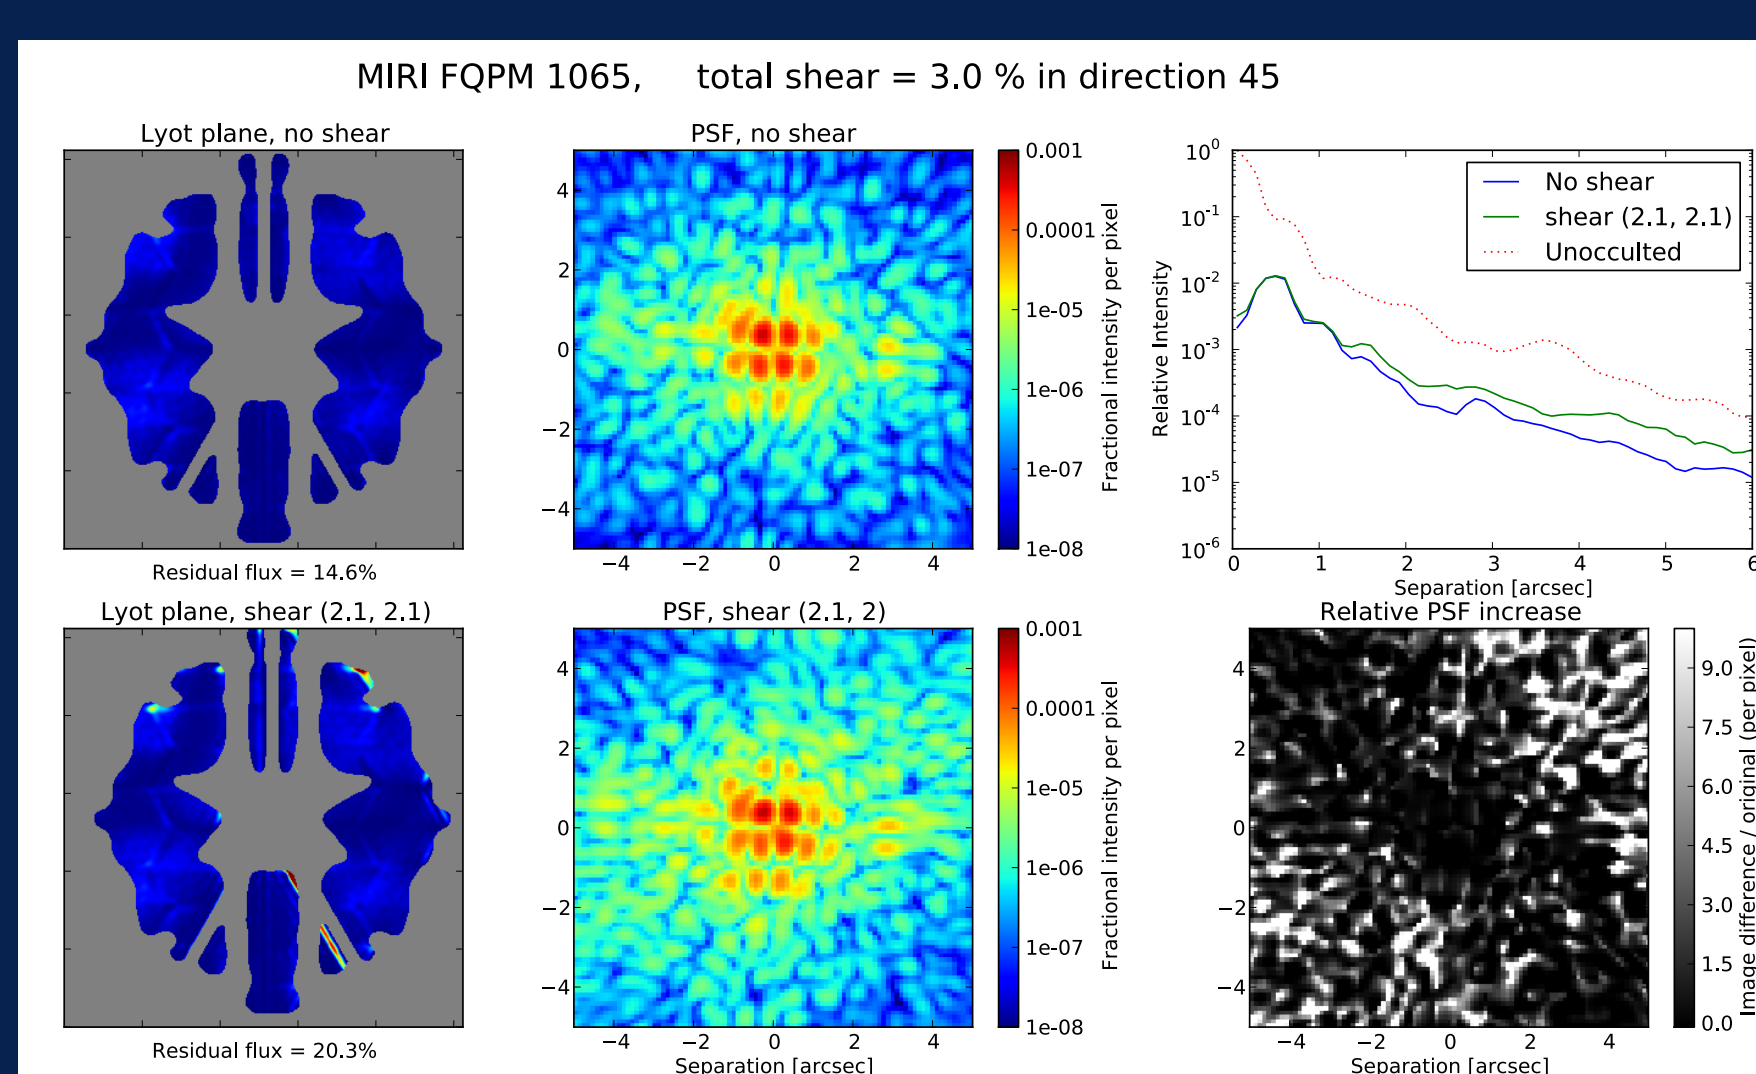 MIRI FQPM 1065, total shear = 3.0 % in direction 45
Lyot plane, no shear
Residual flux = 14.6%
PSF, no shear
4
2
0
−2
−4
−4 −2 0 2 4
0.001
0.0001
1e-05
1e-06
1e-07
1e-08
Fractional intensity per pixel
10^0
10^-1
10^-2
10^-3
10^-4
10^-5
10^-6
Relative Intensity
No shear
shear (2.1, 2.1)
Unocculted
0 1 2 3 4 5 6
Separation [arcsec]
Lyot plane, shear (2.1, 2.1)
Residual flux = 20.3%
PSF, shear (2.1, 2)
4
2
0
−2
−4
−4 −2 0 2 4
Separation [arcsec]
0.001
0.0001
1e-05
1e-06
1e-07
1e-08
Fractional intensity per pixel
Relative PSF increase
4
2
0
−2
−4
−4 −2 0 2 4
Separation [arcsec]
9.0
7.5
6.0
4.5
3.0
1.5
0.0
Image difference / original (per pixel)